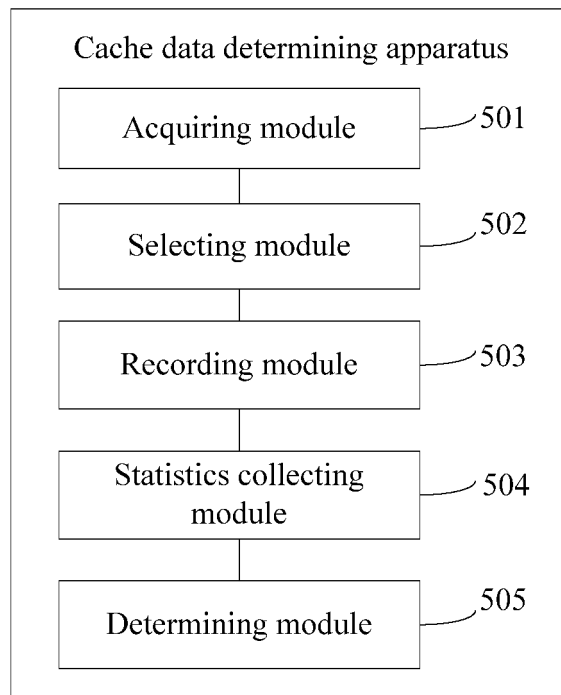 Cache data determining apparatus
Acquiring module
501
Selecting module
502
Recording module
503
Statistics collecting
module
504
Determining module
505